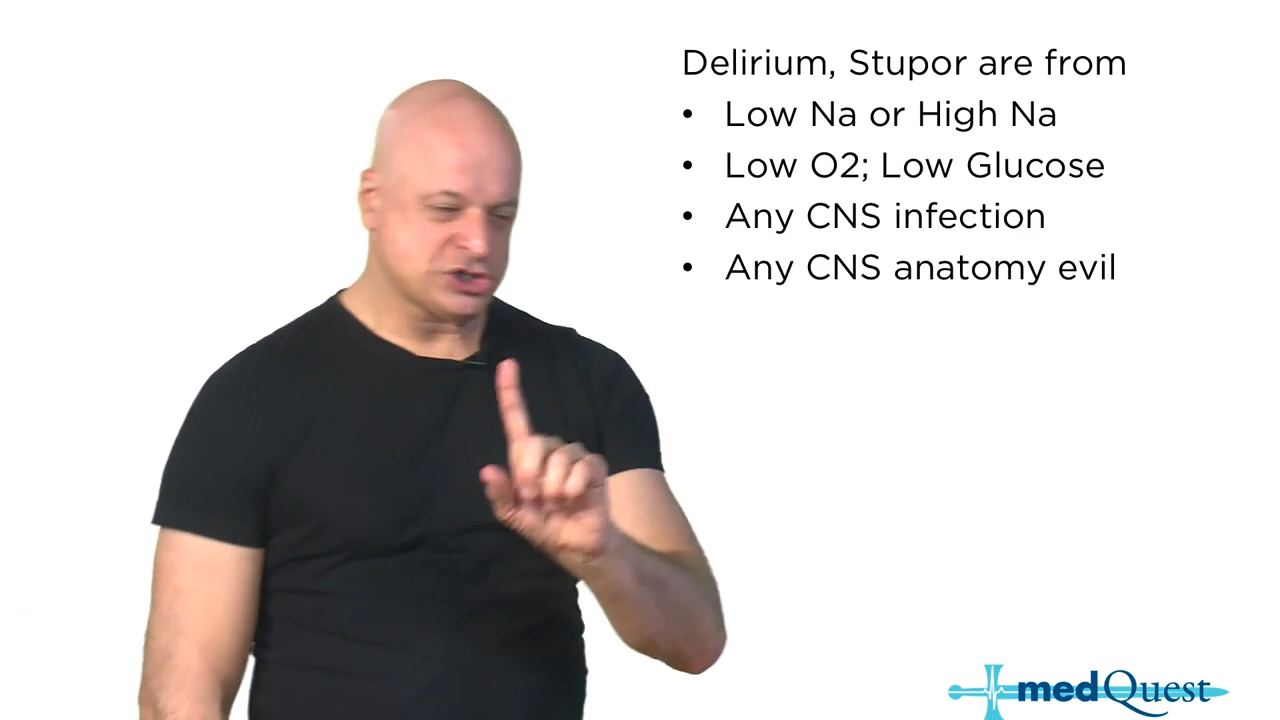 Delirium, Stupor are from
• Low Na or High Na
• Low O2; Low Glucose
• Any CNS infection
• Any CNS anatomy evil
medQuest